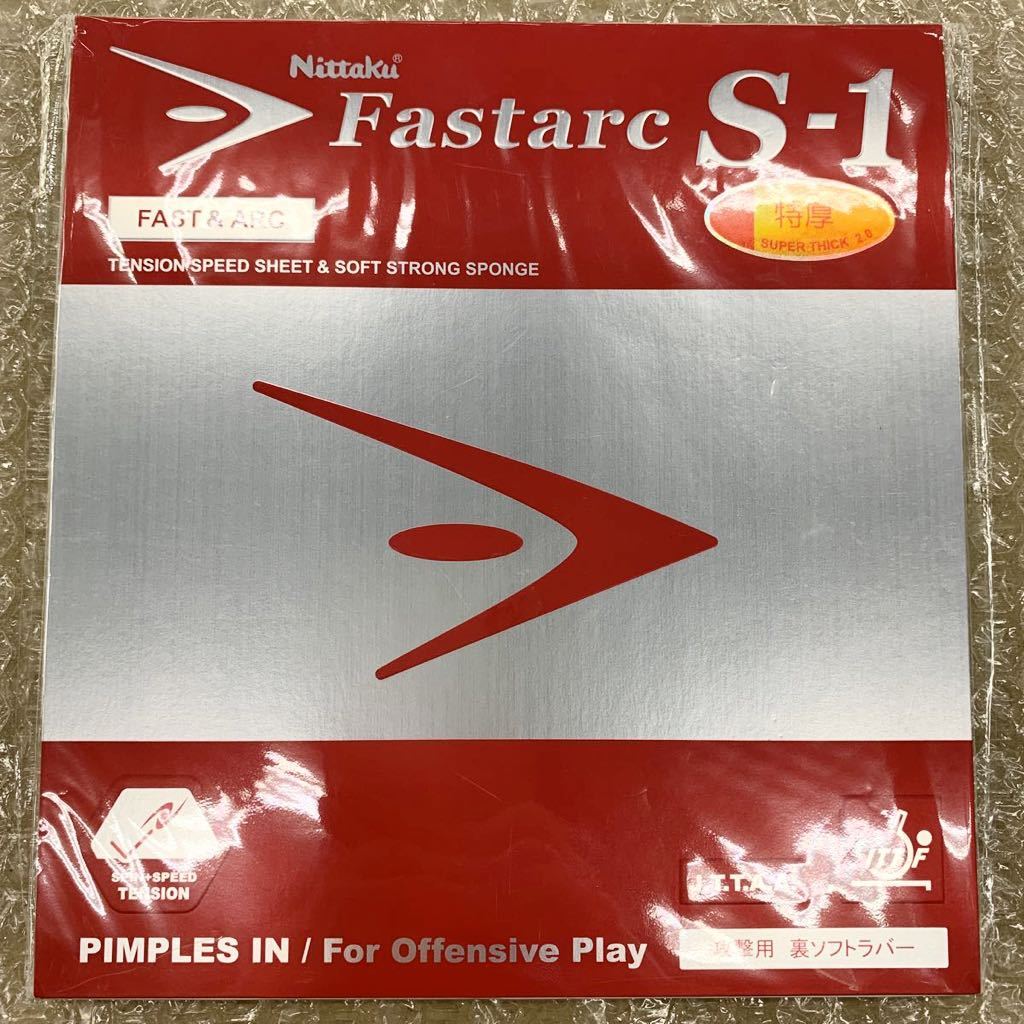 Nittaku®
Fastarc S-1
FAST & ARC
特厚
SUPER THICK 2.0
TENSION SPEED SHEET & SOFT STRONG SPONGE
SPIN+SPEED
TENSION
J.T.T.A.A.
ITTF
PIMPLES IN / For Offensive Play
攻撃用 裏ソフトラバー